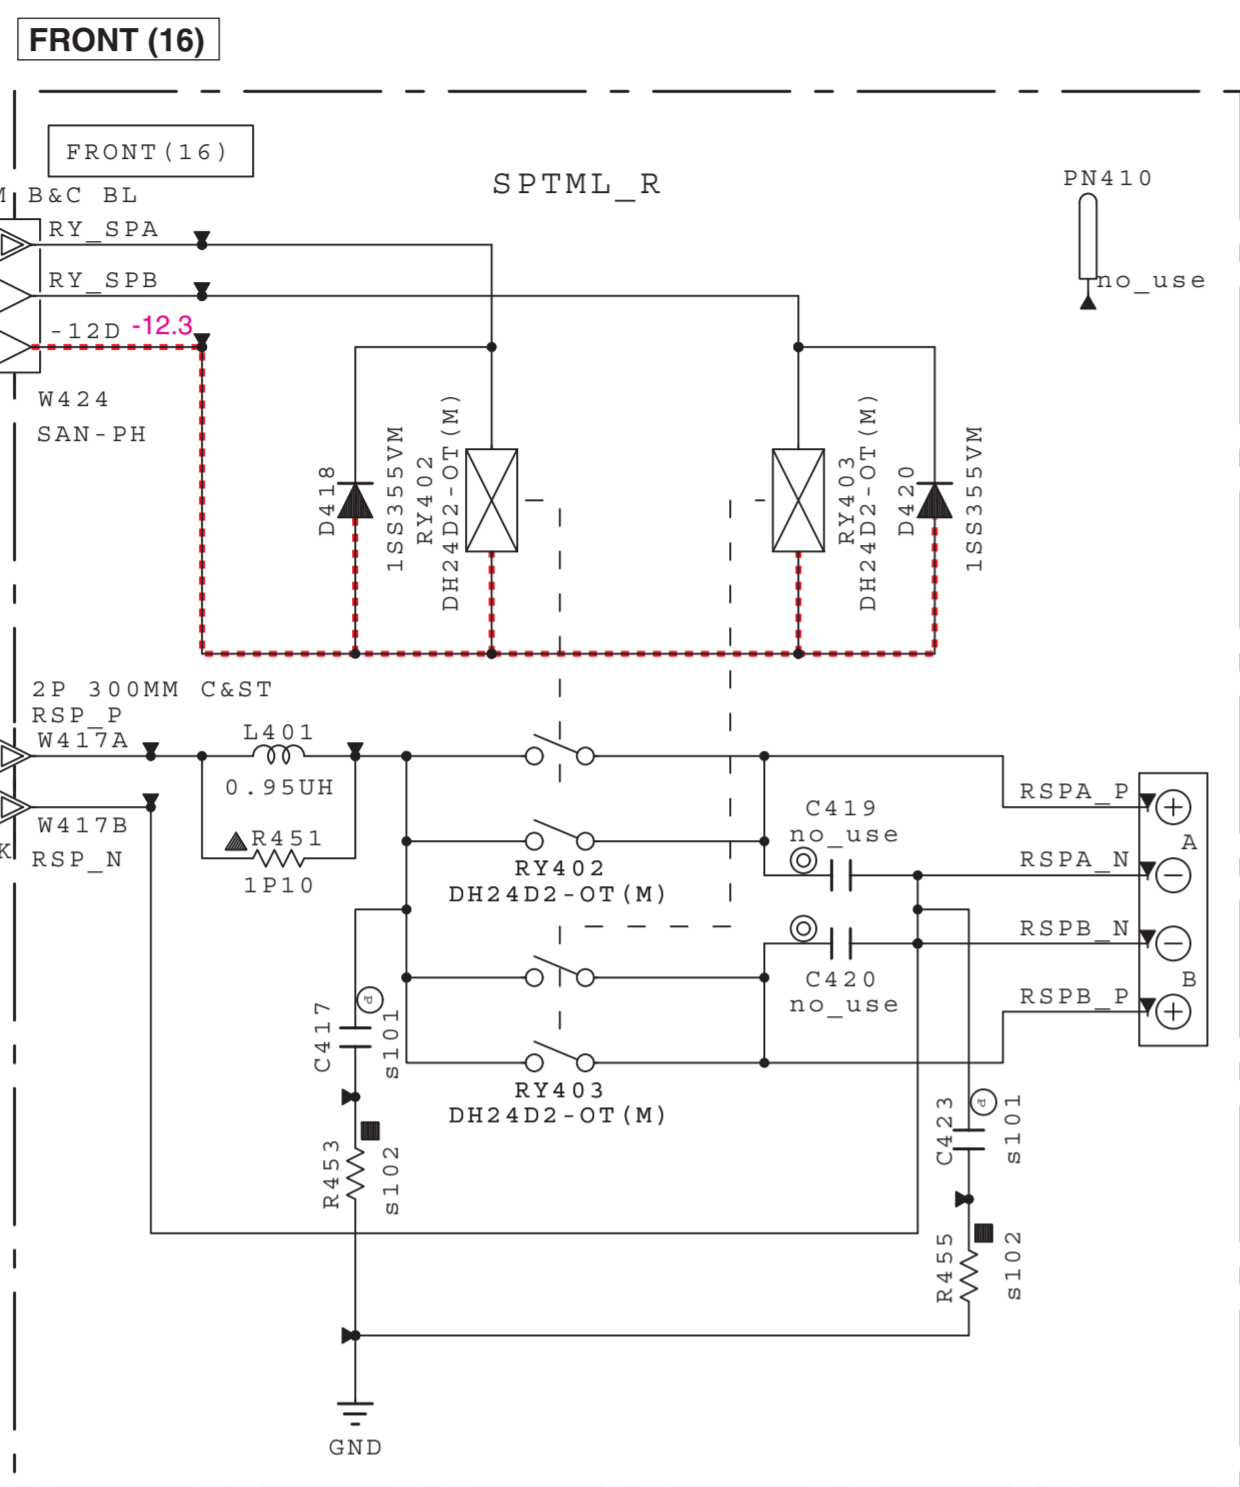 FRONT (16)
FRONT(16)
SPTML_R
PN410
no_use
B&C BL
RY_SPA
RY_SPB
-12D -12.3
W424
SAN-PH
D418
1SS355VM
RY402
DH24D2-OT(M)
RY403
DH24D2-OT(M)
D420
1SS355VM
2P 300MM C&ST
RSP_P
W417A
L401
0.95UH
W417B
RSP_N
K
R451
1P10
RY402
DH24D2-OT(M)
C419
no_use
C420
no_use
RSPA_P
+
A
RSPA_N
-
RSPB_N
-
B
RSPB_P
+
C417
P
s101
RY403
DH24D2-OT(M)
R453
s102
C423
P
s101
R455
s102
GND